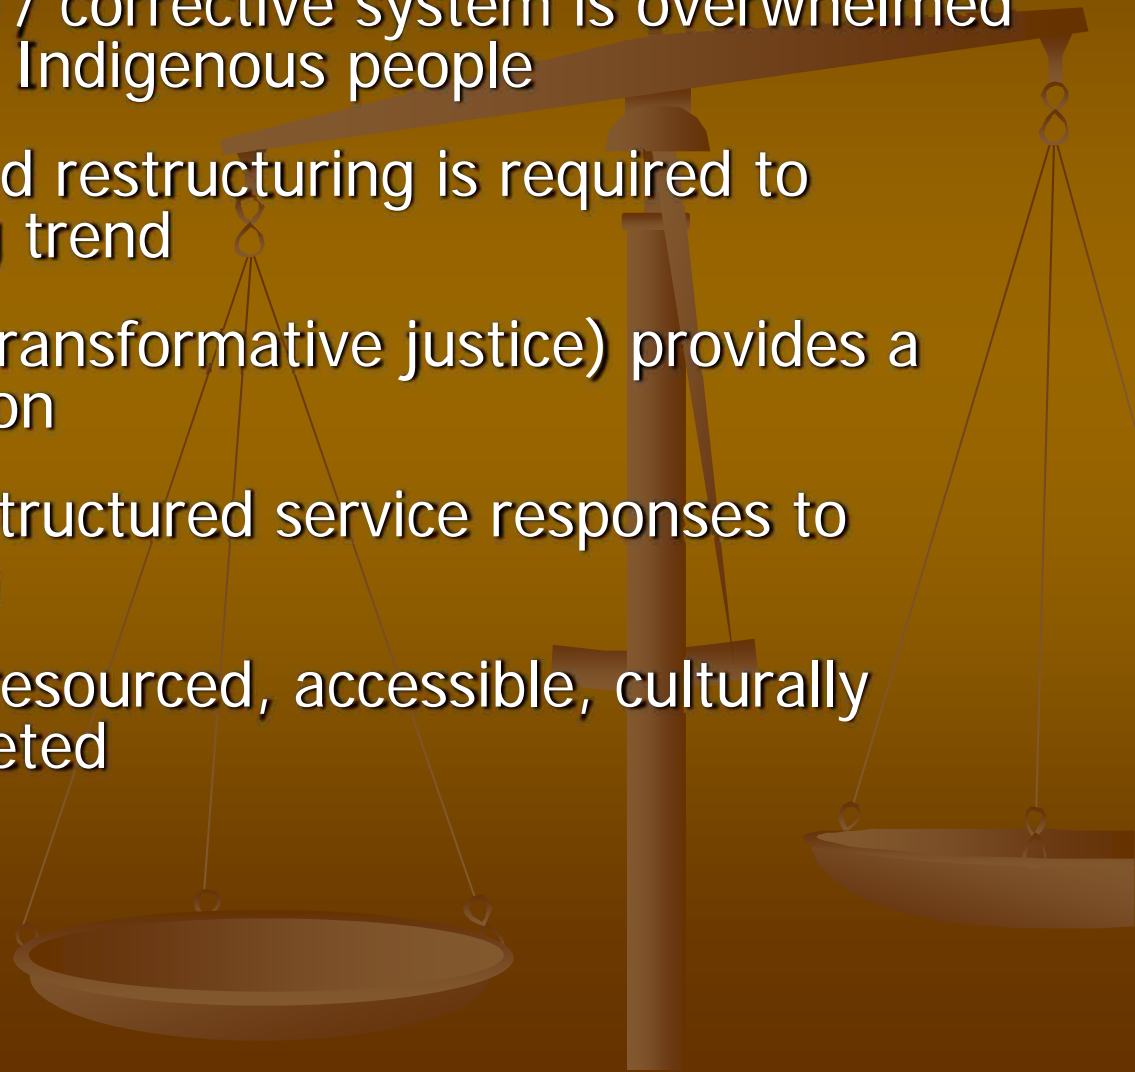 / corrective system is overwhelmed
Indigenous people
d restructuring is required to
trend
ransformative justice) provides a
on
tructured service responses to
esourced, accessible, culturally
eted